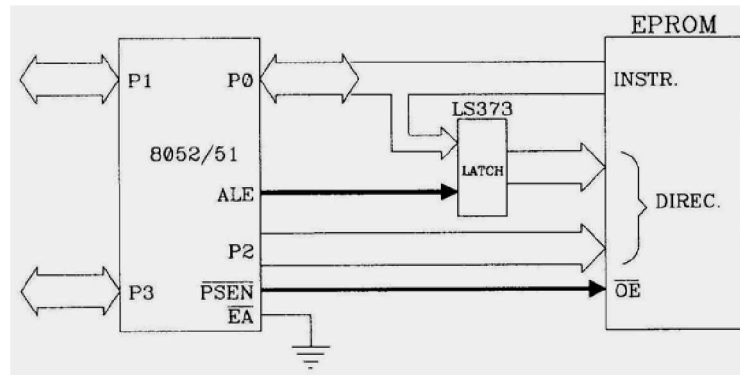 EPROM
P1
P0
INSTR.
LS373
8052/51
LATCH
ALE
DIREC.
P2
P3
PSEN
OE
EA